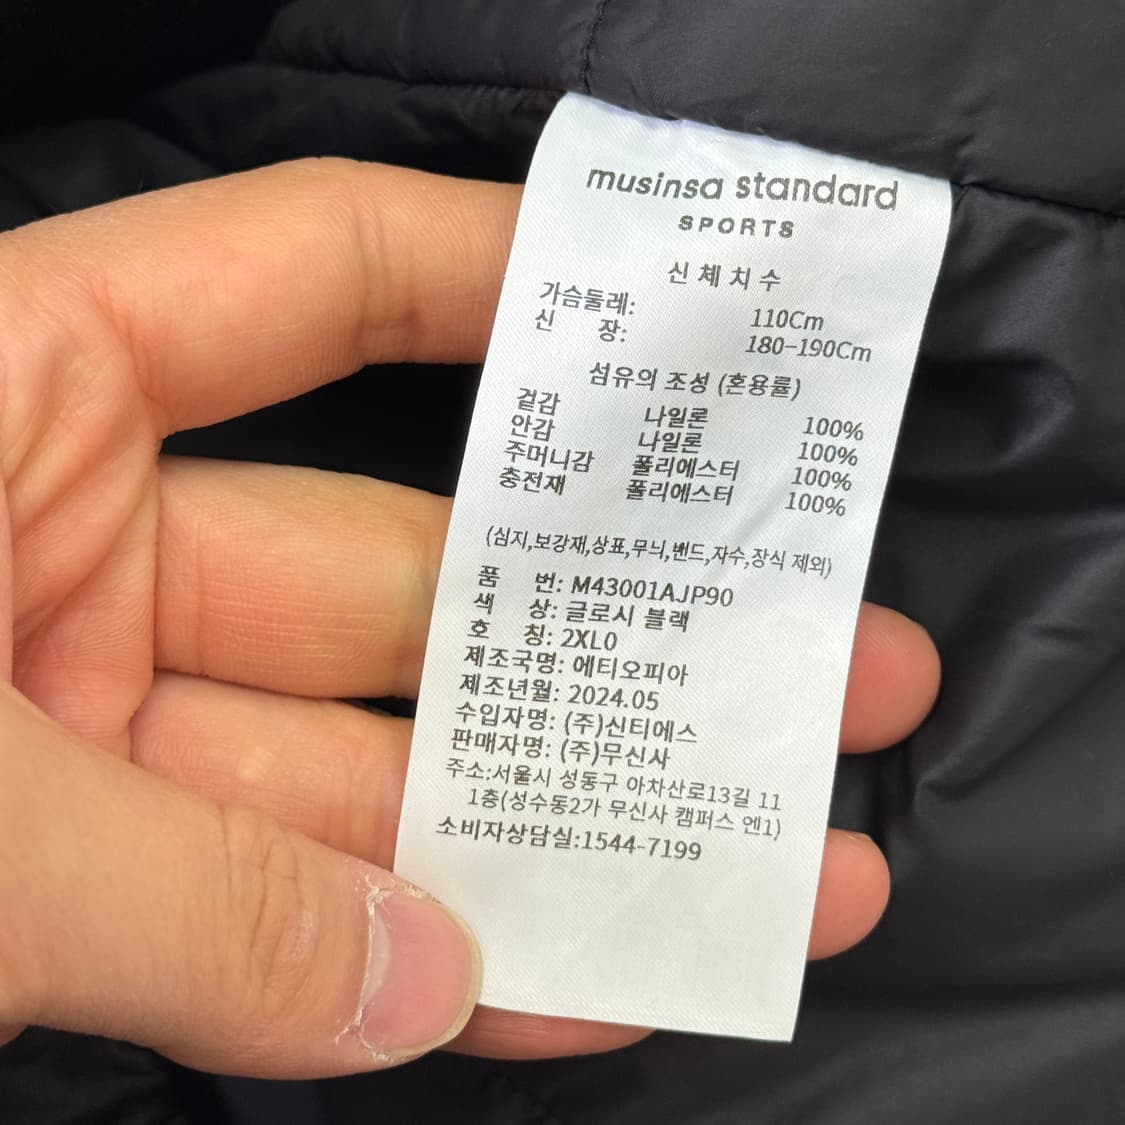 musinsa standard
SPORTS
신 체 치 수
가슴둘레: 110Cm
신 장: 180-190Cm
섬유의 조성 (혼용률)
겉감 나일론 100%
안감 나일론 100%
주머니감 폴리에스터 100%
충전재 폴리에스터 100%
(심지,보강재,상표,무늬,밴드,자수,장식 제외)
품 번: M43001AJP90
색 상: 글로시 블랙
호 칭: 2XL0
제조국명: 에티오피아
제조년월: 2024.05
수입자명: (주)신티에스
판매자명: (주)무신사
주소:서울시 성동구 아차산로13길 11
1층(성수동2가 무신사 캠퍼스 엔1)
소비자상담실:1544-7199